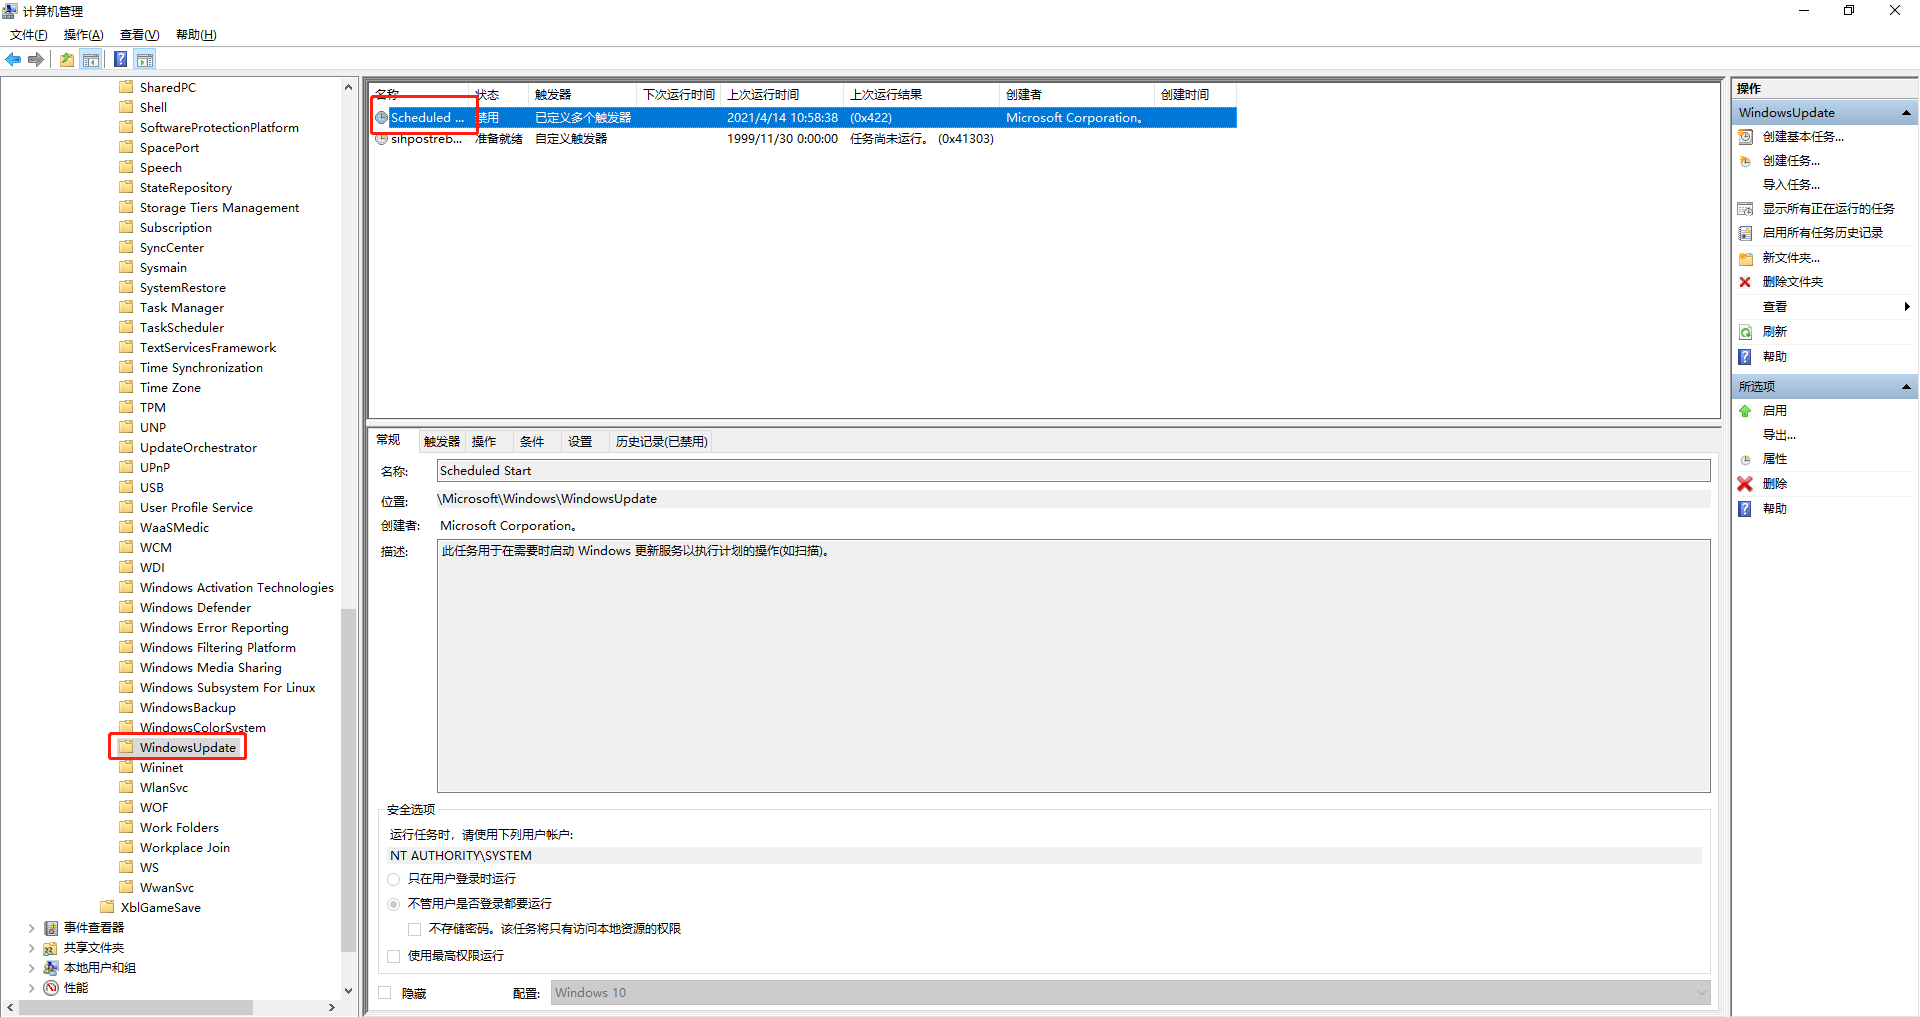 计算机管理
文件(F) 操作(A) 查看(V) 帮助(H)
SharedPC
Shell
SoftwareProtectionPlatform
SpacePort
Speech
StateRepository
Storage Tiers Management
Subscription
SyncCenter
Sysmain
SystemRestore
Task Manager
TaskScheduler
TextServicesFramework
Time Synchronization
Time Zone
TPM
UNP
UpdateOrchestrator
UPnP
USB
User Profile Service
WaaSMedic
WCM
WDI
Windows Activation Technologies
Windows Defender
Windows Error Reporting
Windows Filtering Platform
Windows Media Sharing
Windows Subsystem For Linux
WindowsBackup
WindowsColorSystem
WindowsUpdate
Wininet
WlanSvc
WOF
Work Folders
Workplace Join
WS
WwanSvc
XblGameSave
事件查看器
共享文件夹
本地用户和组
性能
名称 状态 触发器 下次运行时间 上次运行时间 上次运行结果 创建者 创建时间
Scheduled ... 禁用 已定义多个触发器 2021/4/14 10:58:38 (0x422) Microsoft Corporation。
sihpostreb... 准备就绪 自定义触发器 1999/11/30 0:00:00 任务尚未运行。 (0x41303)
常规 触发器 操作 条件 设置 历史记录(已禁用)
名称: Scheduled Start
位置: \Microsoft\Windows\WindowsUpdate
创建者: Microsoft Corporation。
描述: 此任务用于在需要时启动 Windows 更新服务以执行计划的操作(如扫描)。
安全选项
运行任务时，请使用下列用户帐户:
NT AUTHORITY\SYSTEM
只在用户登录时运行
不管用户是否登录都要运行
不存储密码。该任务将只有访问本地资源的权限
使用最高权限运行
隐藏 配置: Windows 10
操作
WindowsUpdate
创建基本任务...
创建任务...
导入任务...
显示所有正在运行的任务
启用所有任务历史记录
新文件夹...
删除文件夹
查看
刷新
帮助
所选项
启用
导出...
属性
删除
帮助